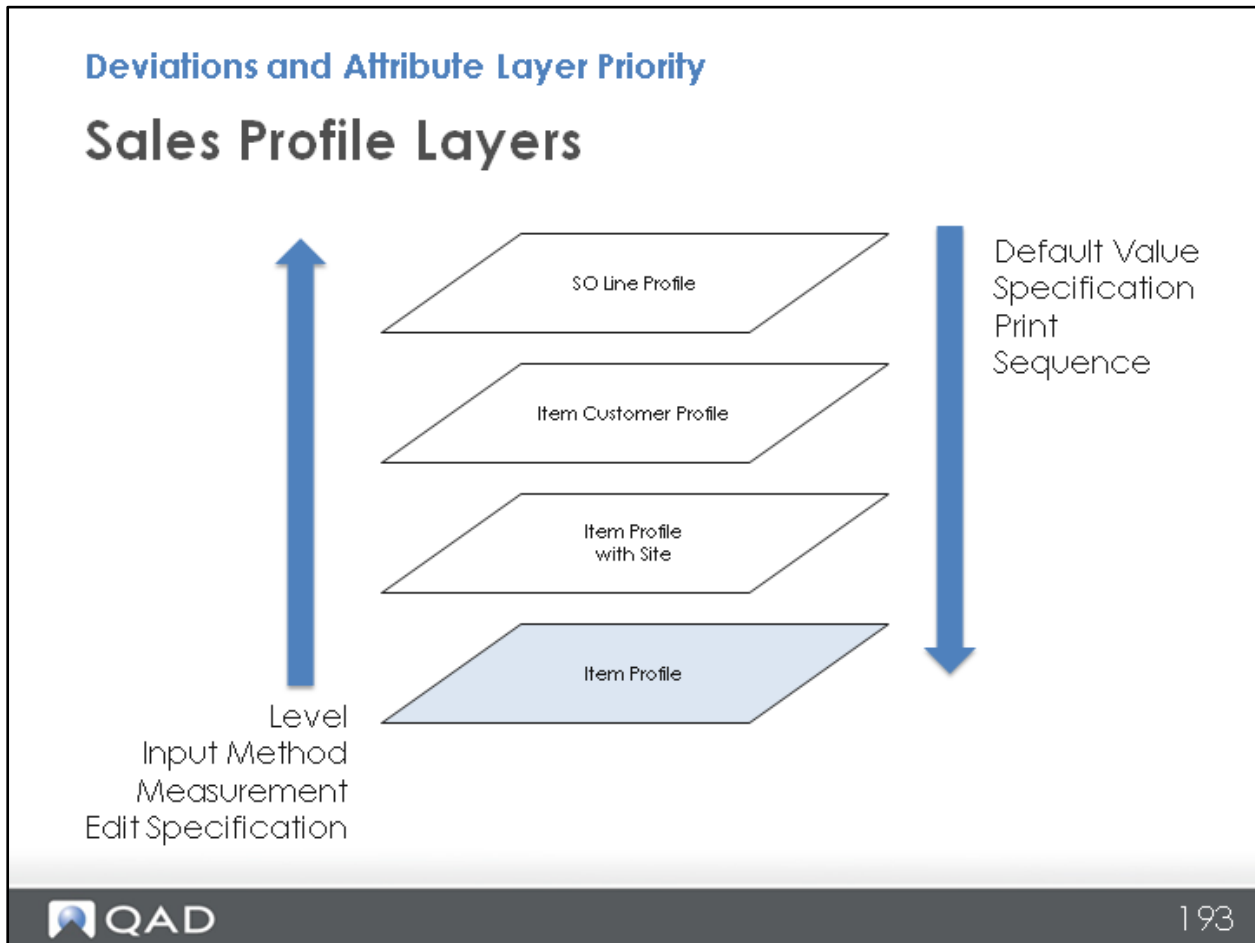 Deviations and Attribute Layer Priority
Sales Profile Layers
SO Line Profile
Item Customer Profile
Item Profile
with Site
Item Profile
Default Value
Specification
Print
Sequence
Level
Input Method
Measurement
Edit Specification
QAD
193